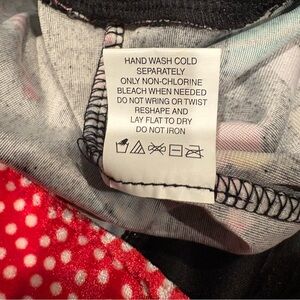 HAND WASH COLD
SEPARATELY
ONLY NON-CHLORINE
BLEACH WHEN NEEDED
DO NOT WRING OR TWIST
RESHAPE AND
LAY FLAT TO DRY
DO NOT IRON